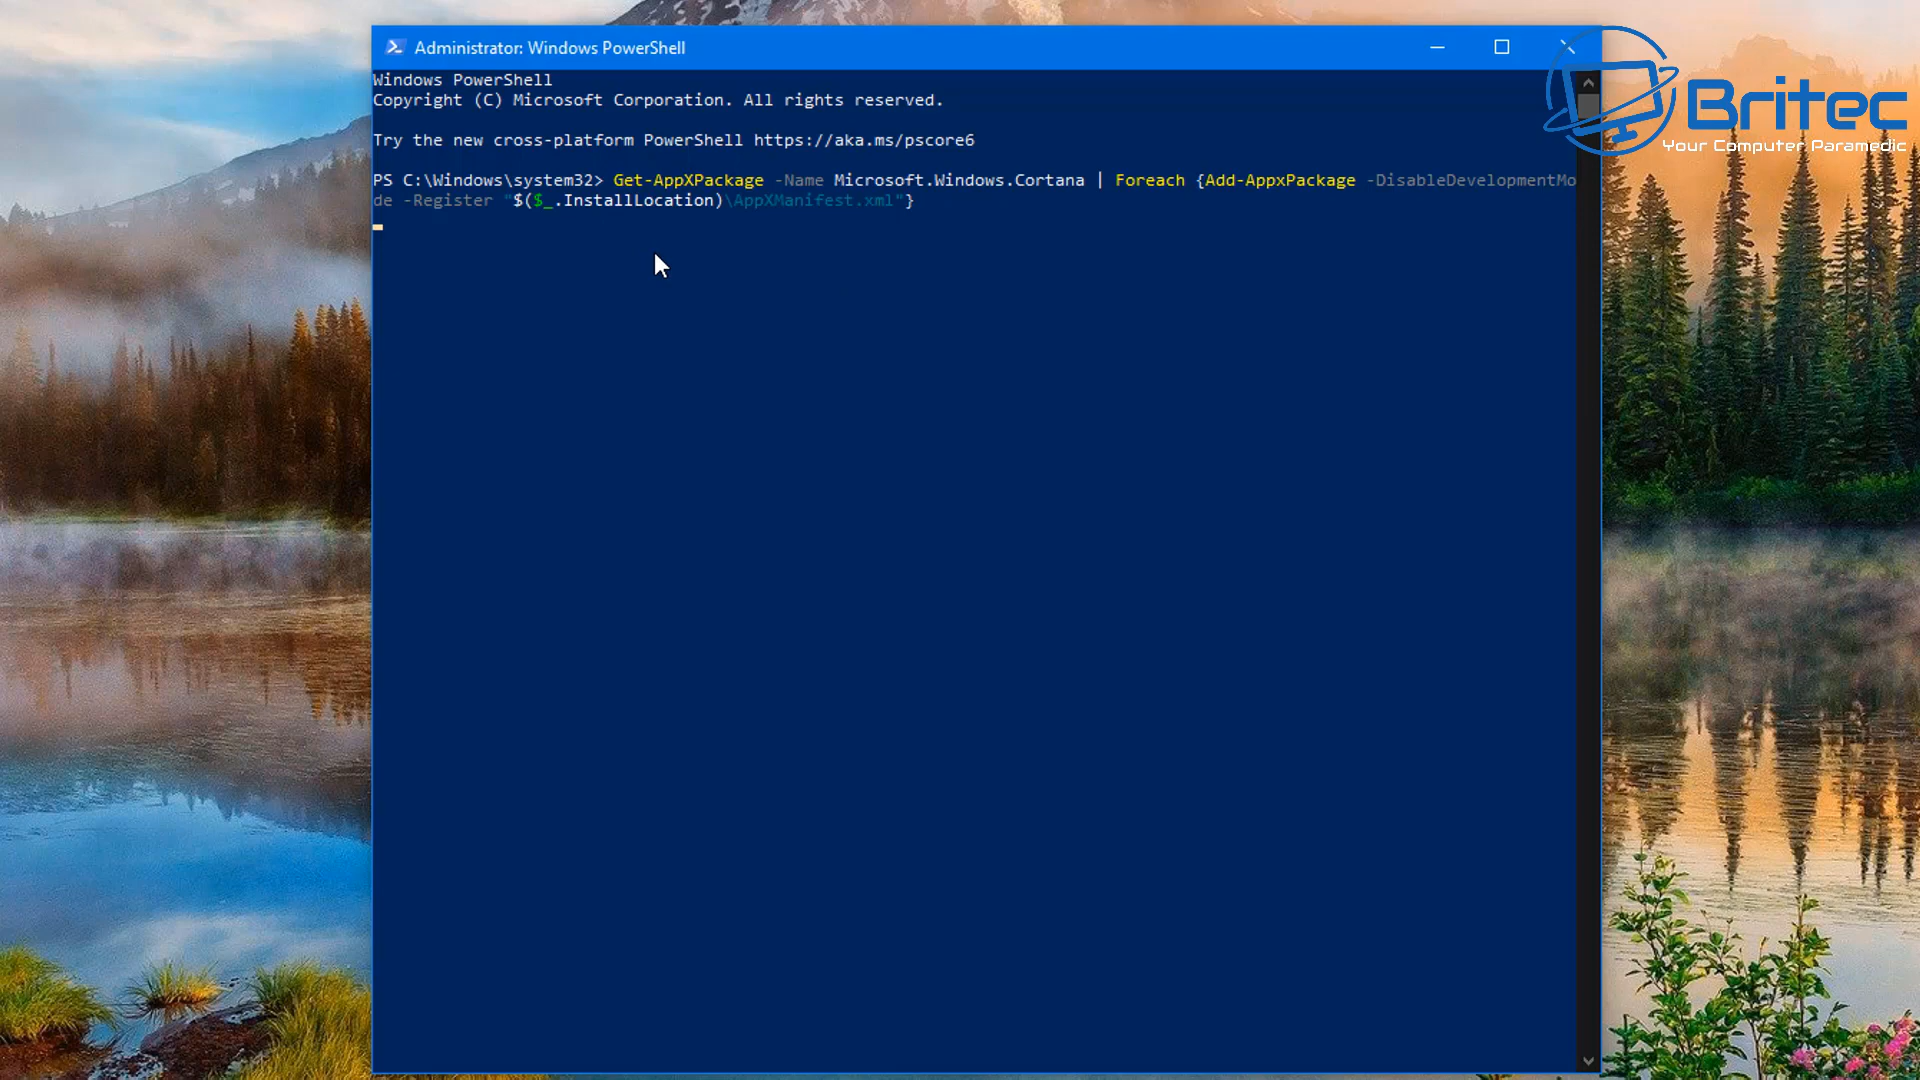 Administrator: Windows PowerShell
Windows PowerShell
Copyright (C) Microsoft Corporation. All rights reserved.
Try the new cross-platform PowerShell https://aka.ms/pscore6
PS C:\Windows\system32> Get-AppXPackage -Name Microsoft.Windows.Cortana | Foreach {Add-AppxPackage -DisableDevelopmentMo
de -Register "$($_.InstallLocation)\AppXManifest.xml"}
Britec
Your Computer Paramedic